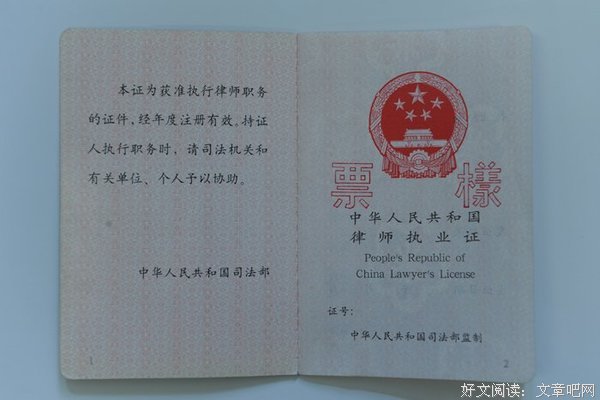 本证为获准执行律师职务
的证件、经年度注册有效。持证
人执行职务时，请司法机关和
有关单位、个人予以协助。
中华人民共和国司法部
1
票 樣
中华人民共和国
律师执业证
People's Republic of
China Lawyer's License
证号：
中华人民共和国司法部监制
2
好文阅读：文章吧网